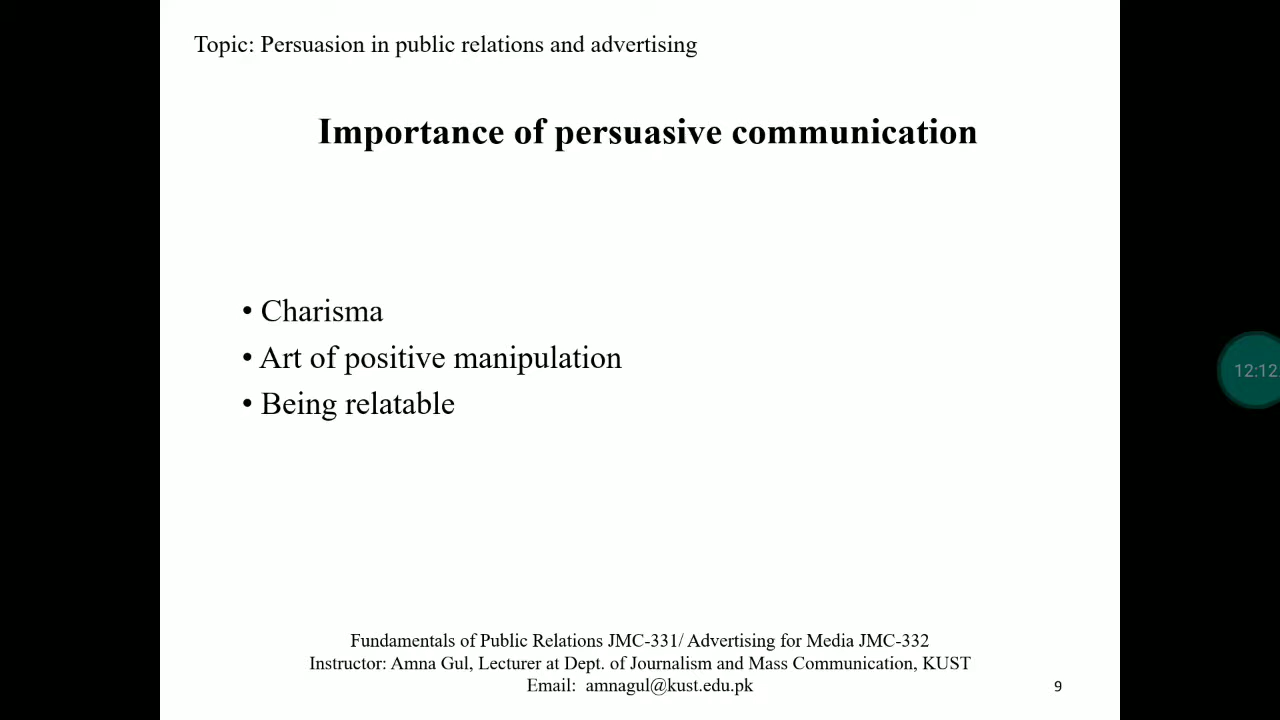 Topic: Persuasion in public relations and advertising
Importance of persuasive communication
• Charisma
• Art of positive manipulation
• Being relatable
12:12
Fundamentals of Public Relations JMC-331/ Advertising for Media JMC-332
Instructor: Amna Gul, Lecturer at Dept. of Journalism and Mass Communication, KUST
Email: amnagul@kust.edu.pk
9